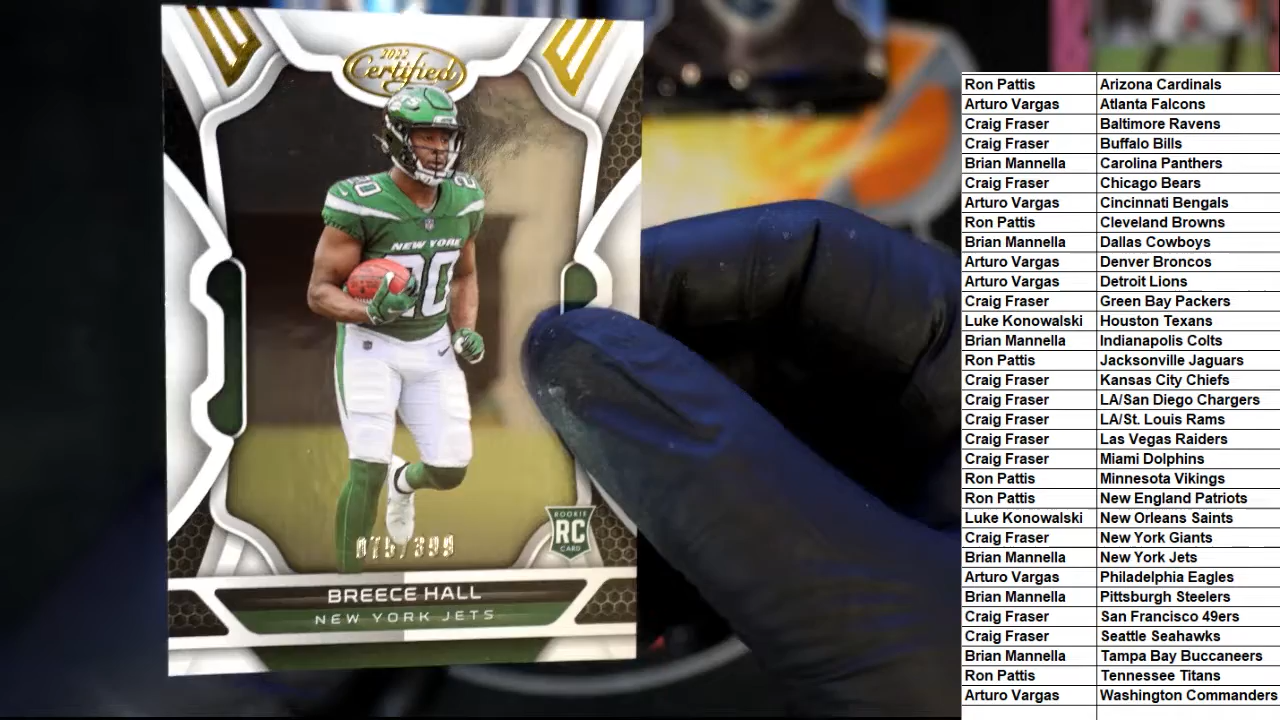 2022
Certified
20
NEW YORK
20
ROOKIE
RC
CARD
BREECE HALL
NEW YORK JETS
Ron Pattis Arizona Cardinals
Arturo Vargas Atlanta Falcons
Craig Fraser Baltimore Ravens
Craig Fraser Buffalo Bills
Brian Mannella Carolina Panthers
Craig Fraser Chicago Bears
Arturo Vargas Cincinnati Bengals
Ron Pattis Cleveland Browns
Brian Mannella Dallas Cowboys
Arturo Vargas Denver Broncos
Arturo Vargas Detroit Lions
Craig Fraser Green Bay Packers
Luke Konowalski Houston Texans
Brian Mannella Indianapolis Colts
Ron Pattis Jacksonville Jaguars
Craig Fraser Kansas City Chiefs
Craig Fraser LA/San Diego Chargers
Craig Fraser LA/St. Louis Rams
Craig Fraser Las Vegas Raiders
Craig Fraser Miami Dolphins
Ron Pattis Minnesota Vikings
Ron Pattis New England Patriots
Luke Konowalski New Orleans Saints
Craig Fraser New York Giants
Brian Mannella New York Jets
Arturo Vargas Philadelphia Eagles
Brian Mannella Pittsburgh Steelers
Craig Fraser San Francisco 49ers
Craig Fraser Seattle Seahawks
Brian Mannella Tampa Bay Buccaneers
Ron Pattis Tennessee Titans
Arturo Vargas Washington Commanders